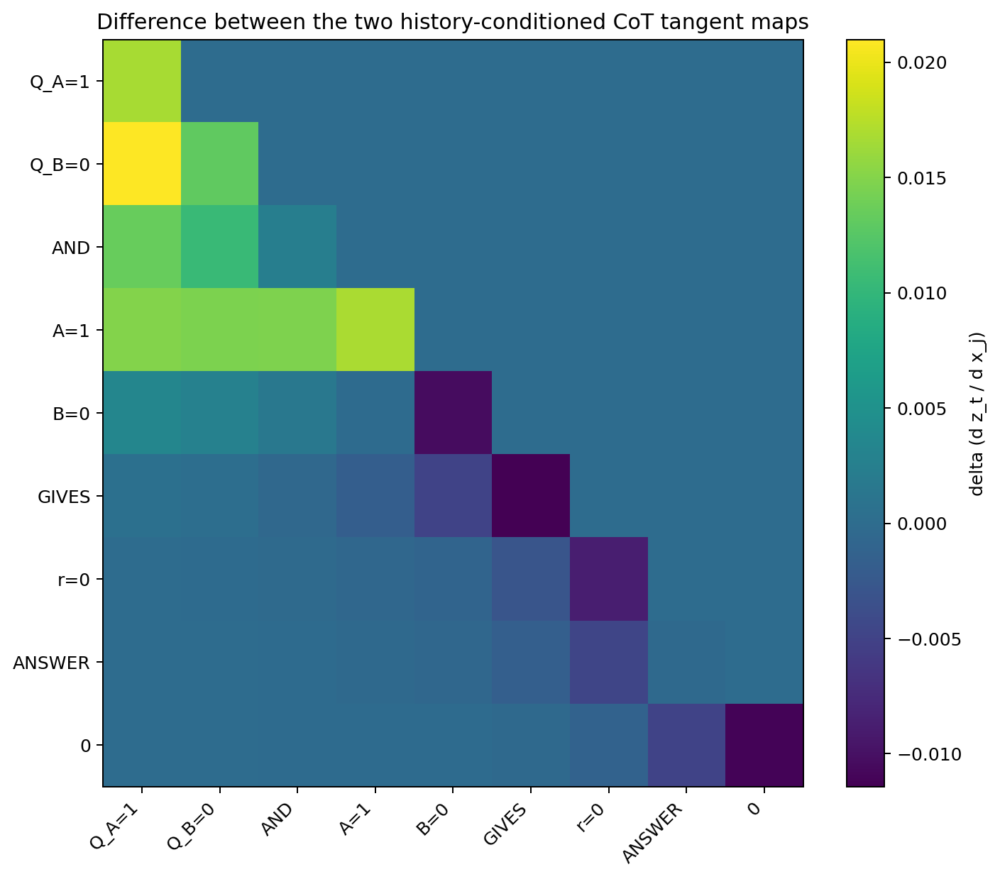 Difference between the two history-conditioned CoT tangent maps
Q_A=1
Q_B=0
AND
A=1
B=0
GIVES
r=0
ANSWER
0
Q_A=1
Q_B=0
AND
A=1
B=0
GIVES
r=0
ANSWER
0
0.020
0.015
0.010
0.005
0.000
−0.005
−0.010
delta (d z_t / d x_j)